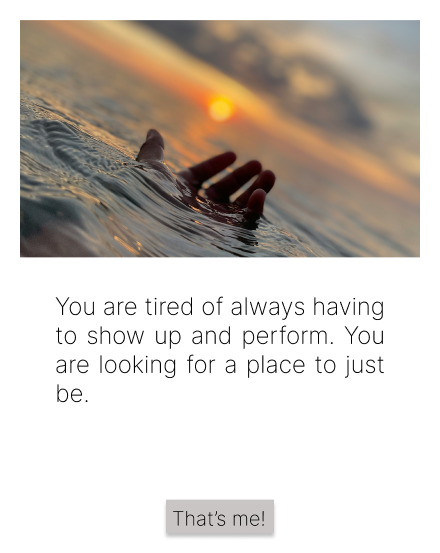 You are tired of always having
to show up and perform. You
are looking for a place to just
be.
That's me!